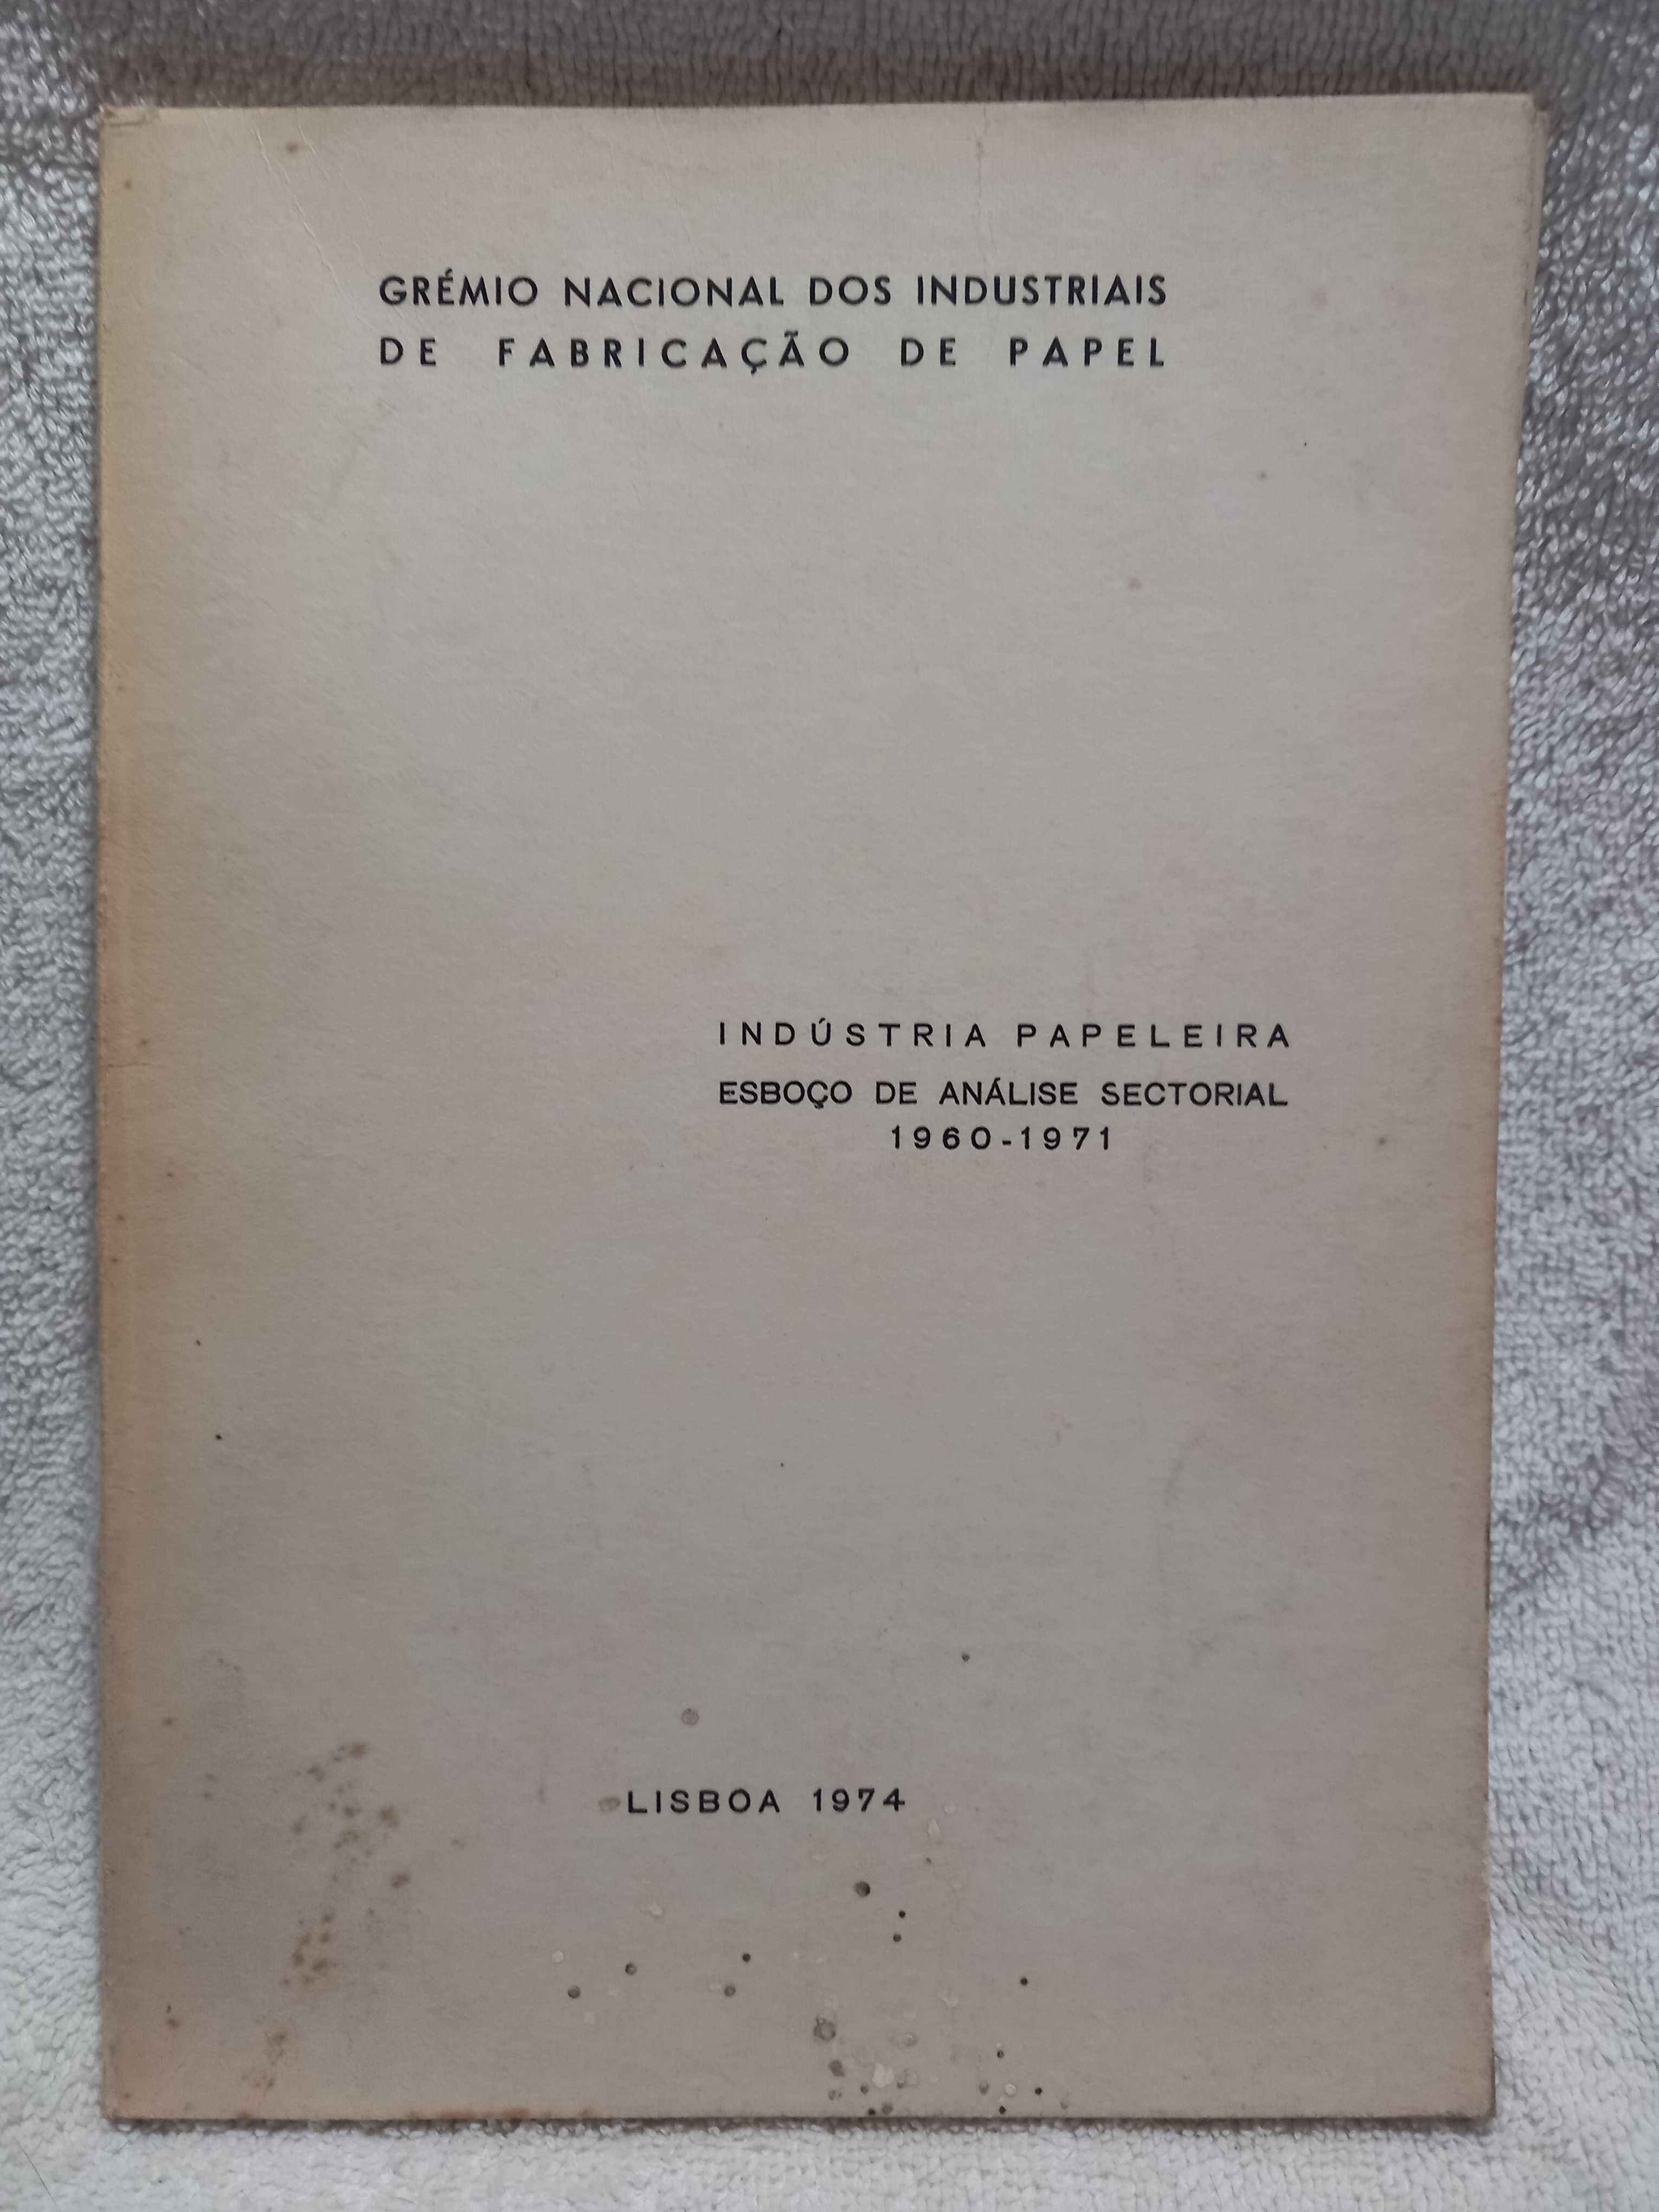 GRÉMIO NACIONAL DOS INDUSTRIAIS
DE FABRICAÇÃO DE PAPEL
INDÚSTRIA PAPELEIRA
ESBOÇO DE ANÁLISE SECTORIAL
1960-1971
LISBOA 1974